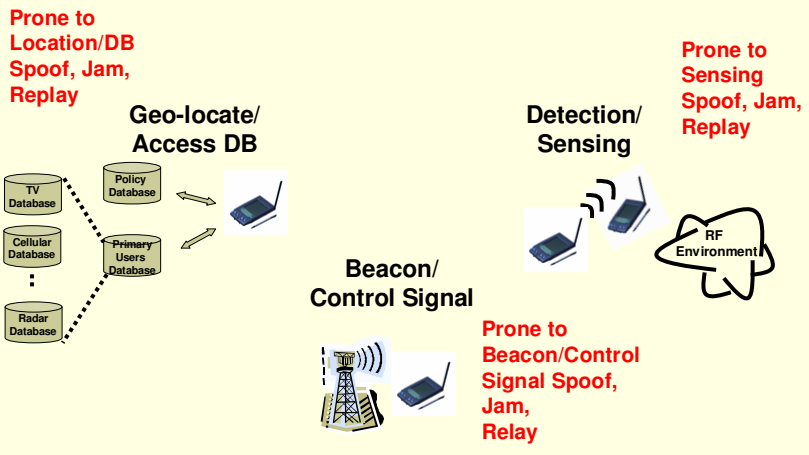 Prone to
Location/DB
Spoof, Jam,
Replay
Geo-locate/
Access DB
Policy
Database
TV
Database
Cellular
Database
Primary
Users
Database
Radar
Database
Beacon/
Control Signal
Prone to
Beacon/Control
Signal Spoof,
Jam,
Relay
Detection/
Sensing
Prone to
Sensing
Spoof, Jam,
Replay
RF
Environment